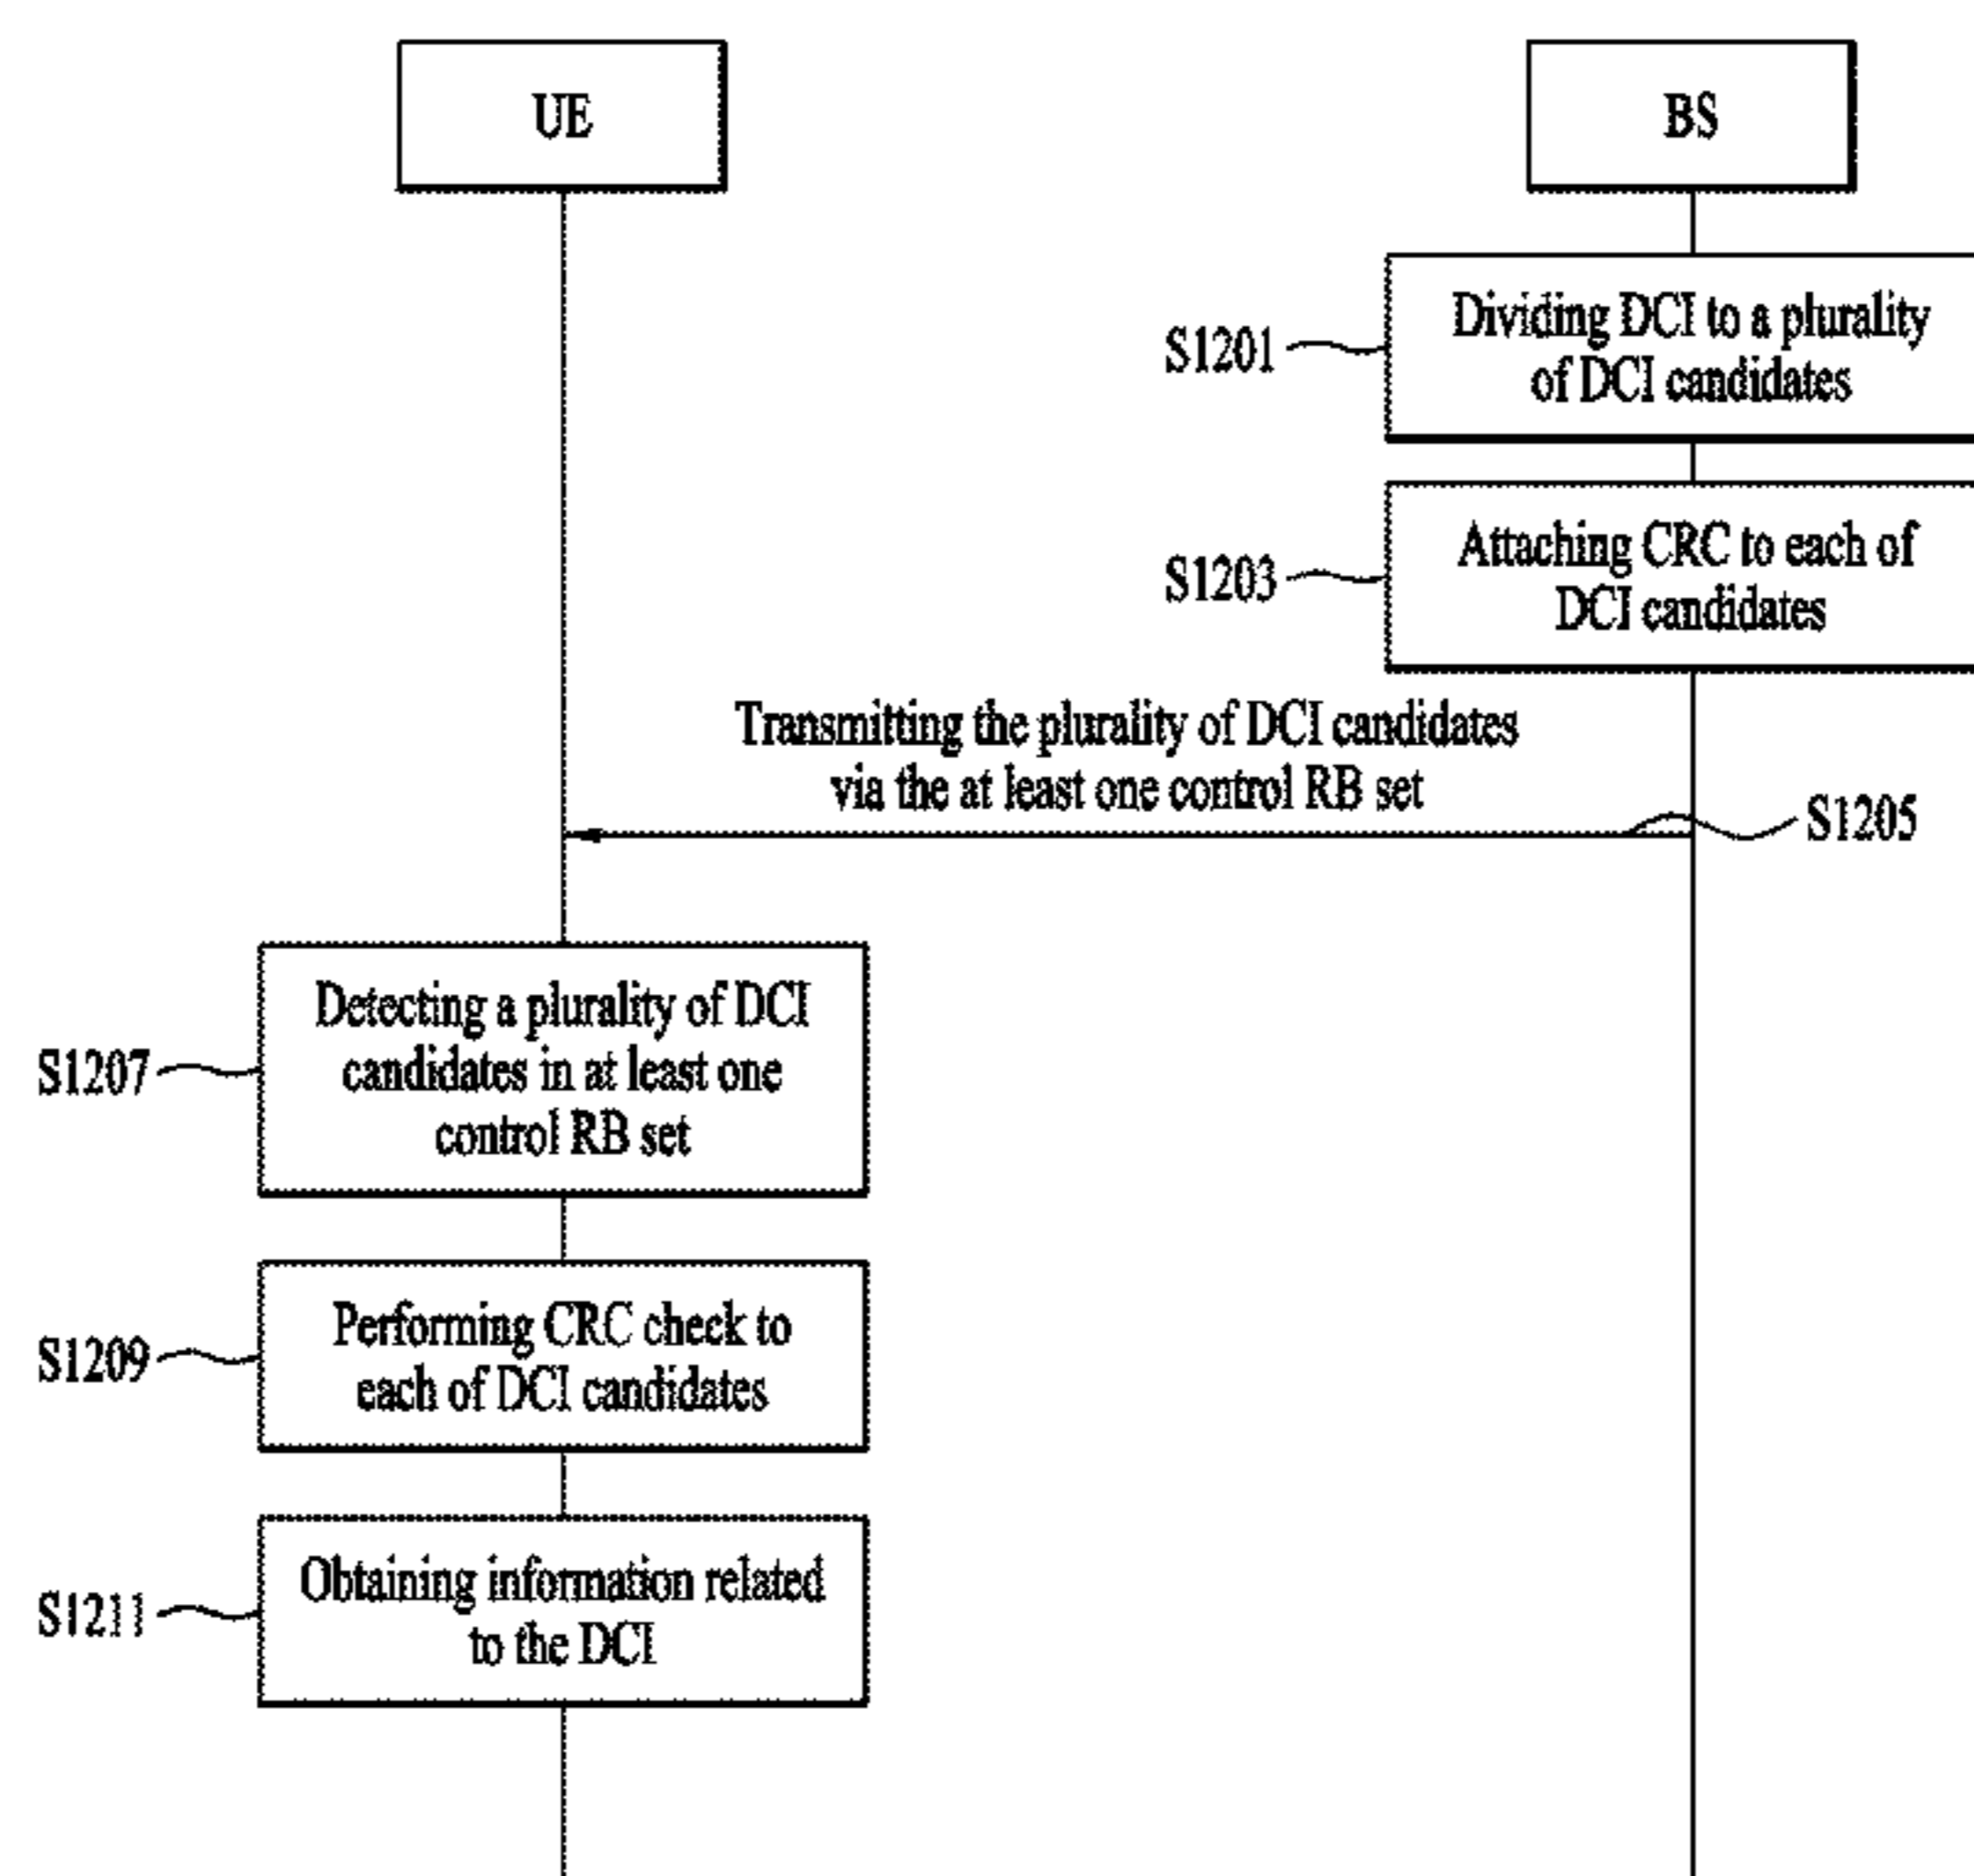 UE
BS
S1201
Dividing DCI to a plurality
of DCI candidates
S1203
Attaching CRC to each of
DCI candidates
Transmitting the plurality of DCI candidates
via the at least one control RB set
S1205
S1207
Detecting a plurality of DCI
candidates in at least one
control RB set
S1209
Performing CRC check to
each of DCI candidates
S1211
Obtaining information related
to the DCI